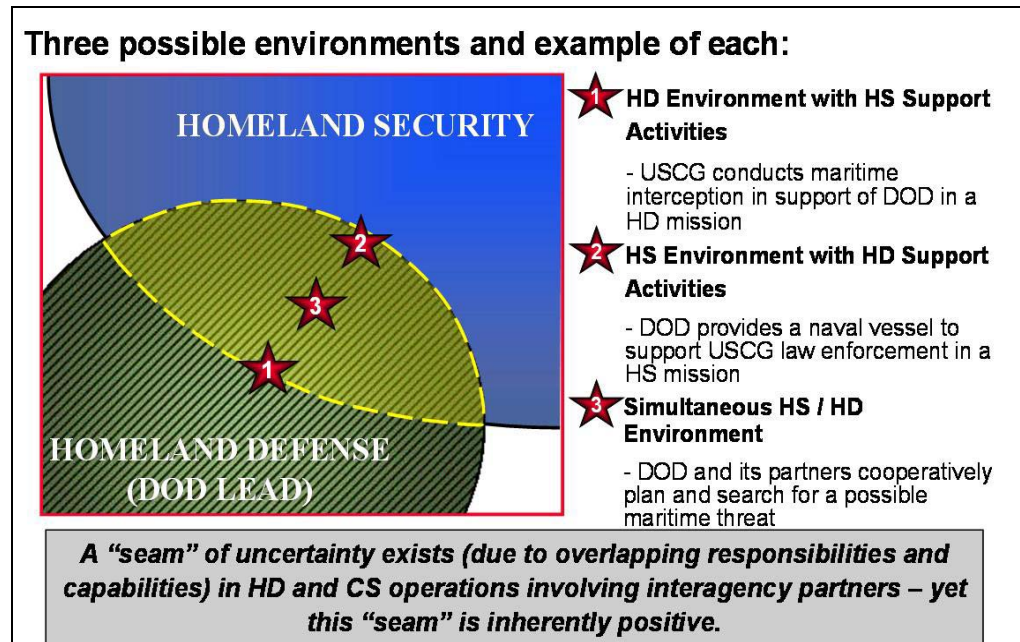 Three possible environments and example of each:
HOMELAND SECURITY
2
3
1
HOMELAND DEFENSE
(DOD LEAD)
1 HD Environment with HS Support
Activities
- USCG conducts maritime
interception in support of DOD in a
HD mission
2 HS Environment with HD Support
Activities
- DOD provides a naval vessel to
support USCG law enforcement in a
HS mission
3 Simultaneous HS / HD
Environment
- DOD and its partners cooperatively
plan and search for a possible
maritime threat
A “seam” of uncertainty exists (due to overlapping responsibilities and
capabilities) in HD and CS operations involving interagency partners – yet
this “seam” is inherently positive.